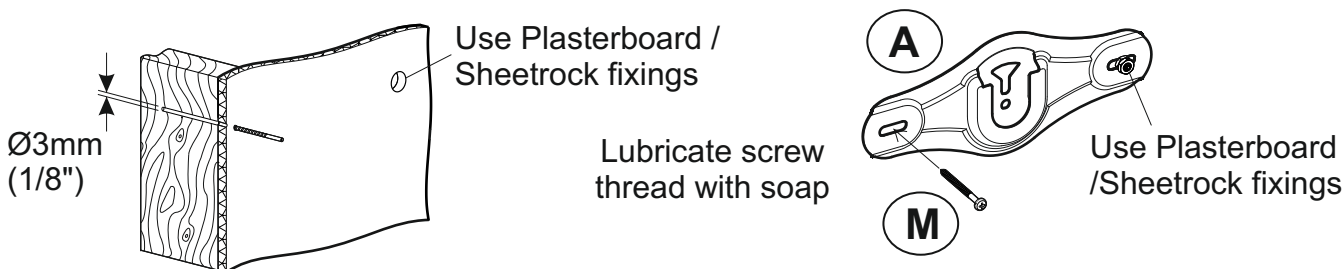 Use Plasterboard /
Sheetrock fixings
Ø3mm
(1/8")
Lubricate screw
thread with soap
A
M
Use Plasterboard
/Sheetrock fixings